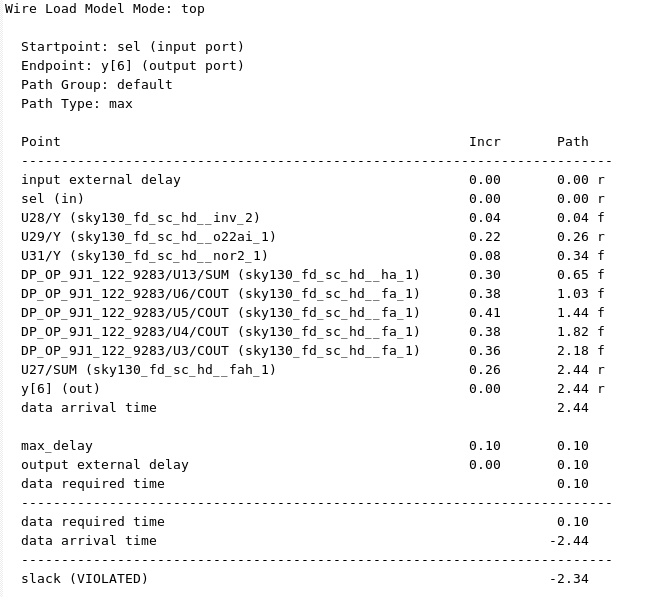 Wire Load Model Mode: top
Startpoint: sel (input port)
Endpoint: y[6] (output port)
Path Group: default
Path Type: max
Point Incr Path
---------------------------------------------------------------------------
input external delay 0.00 0.00 r
sel (in) 0.00 0.00 r
U28/Y (sky130_fd_sc_hd__inv_2) 0.04 0.04 f
U29/Y (sky130_fd_sc_hd__o22ai_1) 0.22 0.26 r
U31/Y (sky130_fd_sc_hd__nor2_1) 0.08 0.34 f
DP_OP_9J1_122_9283/U13/SUM (sky130_fd_sc_hd__ha_1) 0.30 0.65 f
DP_OP_9J1_122_9283/U6/COUT (sky130_fd_sc_hd__fa_1) 0.38 1.03 f
DP_OP_9J1_122_9283/U5/COUT (sky130_fd_sc_hd__fa_1) 0.41 1.44 f
DP_OP_9J1_122_9283/U4/COUT (sky130_fd_sc_hd__fa_1) 0.38 1.82 f
DP_OP_9J1_122_9283/U3/COUT (sky130_fd_sc_hd__fa_1) 0.36 2.18 f
U27/SUM (sky130_fd_sc_hd__fah_1) 0.26 2.44 r
y[6] (out) 0.00 2.44 r
data arrival time 2.44
max_delay 0.10 0.10
output external delay 0.00 0.10
data required time 0.10
---------------------------------------------------------------------------
data required time 0.10
data arrival time -2.44
---------------------------------------------------------------------------
slack (VIOLATED) -2.34